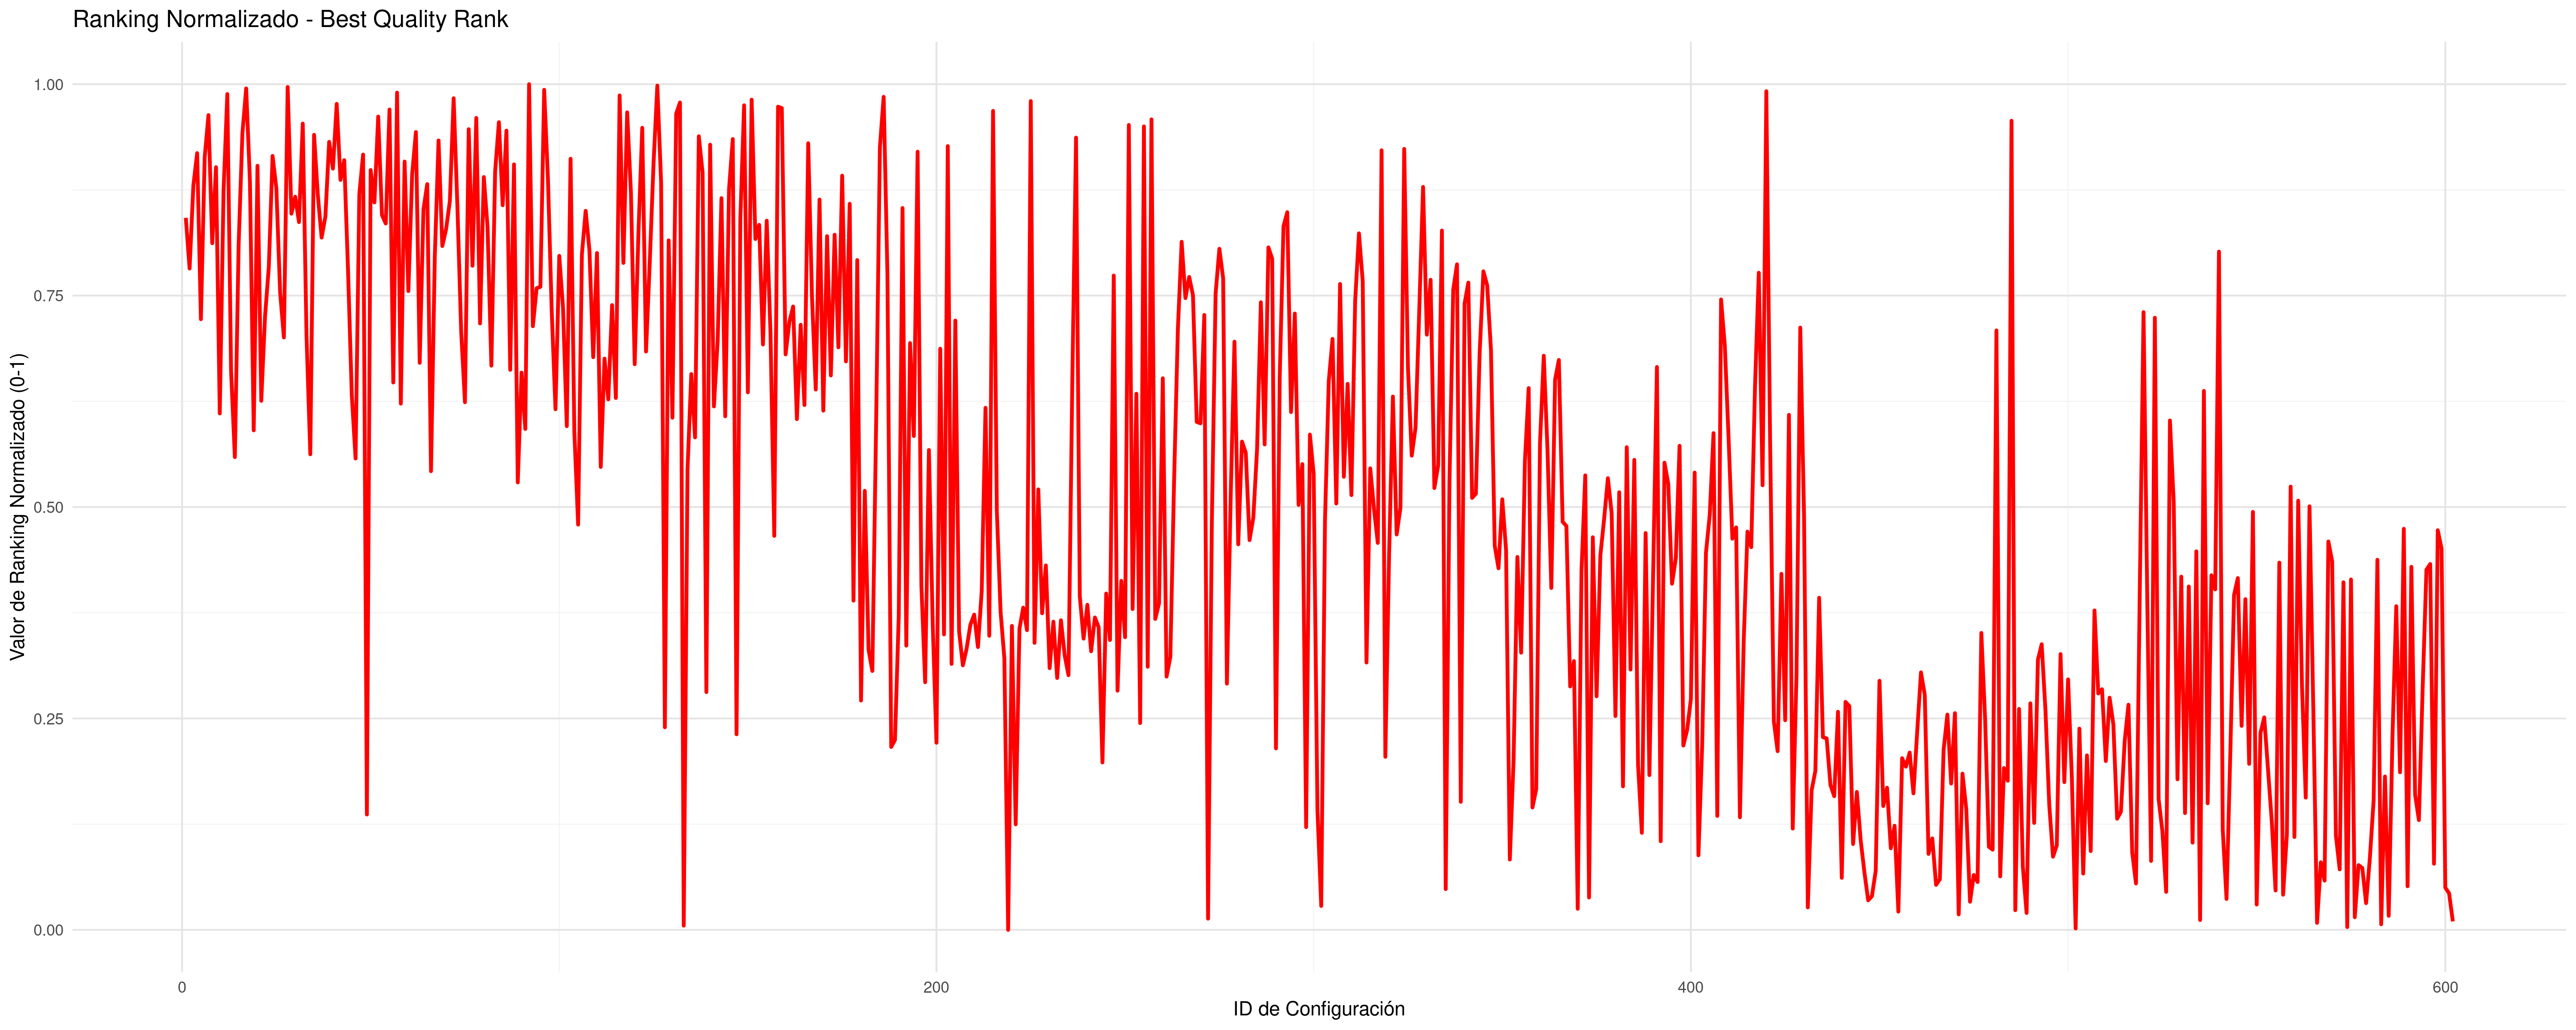 Ranking Normalizado - Best Quality Rank
Valor de Ranking Normalizado (0-1)
1.00
0.75
0.50
0.25
0.00
0 200 400 600
ID de Configuración